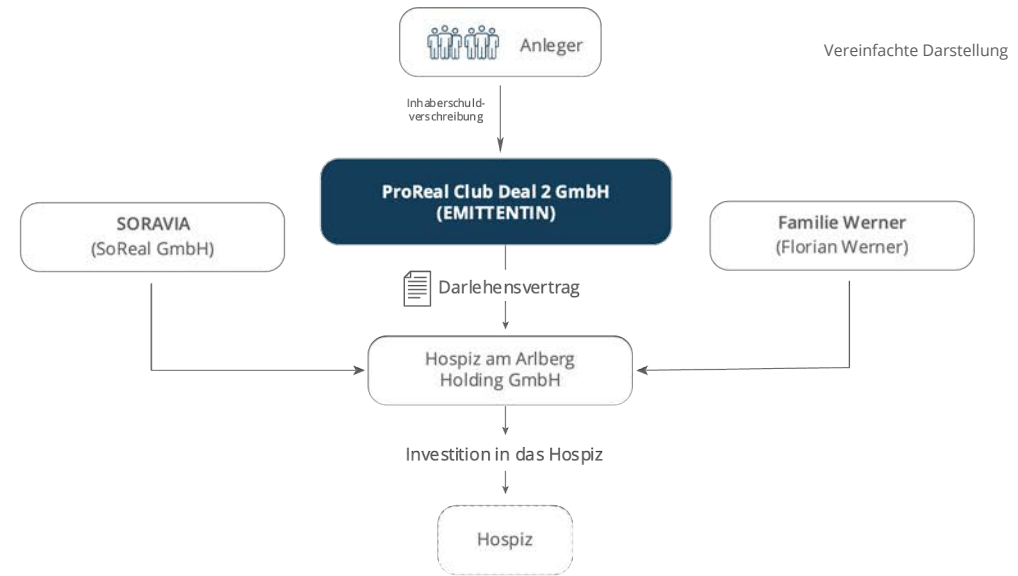 Anleger
Vereinfachte Darstellung
Inhaberschuld-
verschreibung
ProReal Club Deal 2 GmbH
(EMITTENTIN)
SORAVIA
(SoReal GmbH)
Familie Werner
(Florian Werner)
Darlehensvertrag
Hospiz am Arlberg
Holding GmbH
Investition in das Hospiz
Hospiz